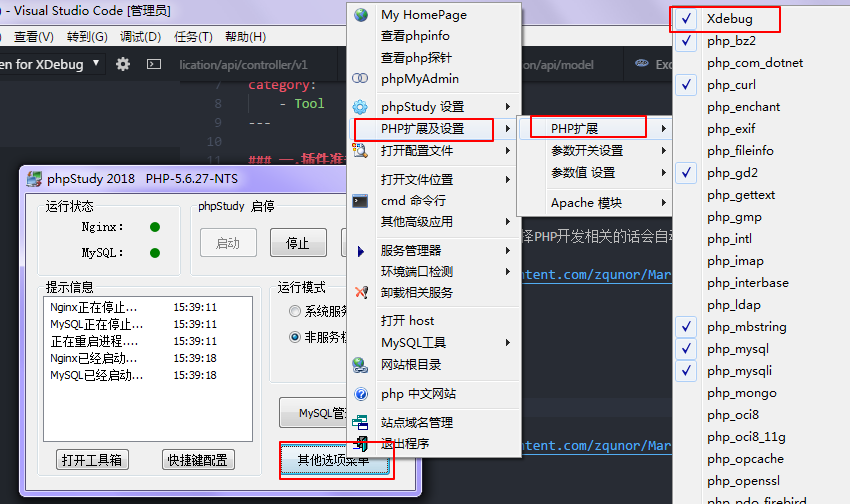 - Visual Studio Code [管理员]
查看(V) 转到(G) 调试(D) 任务(T) 帮助(H)
en for XDebug
lication/api/controller/v1
on/api/model
Exc
category:
8 - Tool
9 ---
10
11 ### 一.插件准
择PHP开发相关的话会自动
ntent.com/zqunor/Mar
ntent.com/zqunor/Mar
phpStudy 2018 PHP-5.6.27-NTS
运行状态
Nginx:
MySQL:
phpStudy 启停
启动
停止
提示信息
Nginx正在停止... 15:39:11
MySQL正在停止... 15:39:11
正在重启进程.... 15:39:11
Nginx已经启动... 15:39:18
MySQL已经启动... 15:39:18
运行模式
系统服务
非服务模
MySQL管理
打开工具箱
快捷键配置
其他选项菜单
My HomePage
查看phpinfo
查看php探针
phpMyAdmin
phpStudy 设置
PHP扩展及设置
打开配置文件
打开文件位置
cmd 命令行
其他高级应用
服务管理器
环境端口检测
卸载相关服务
打开 host
MySQL工具
网站根目录
php 中文网站
站点域名管理
退出程序
PHP扩展
参数开关设置
参数值 设置
Apache 模块
Xdebug
php_bz2
php_com_dotnet
php_curl
php_enchant
php_exif
php_fileinfo
php_gd2
php_gettext
php_gmp
php_intl
php_imap
php_interbase
php_ldap
php_mbstring
php_mysql
php_mysqli
php_mongo
php_oci8
php_oci8_11g
php_opcache
php_openssl
php_pdo_firebird